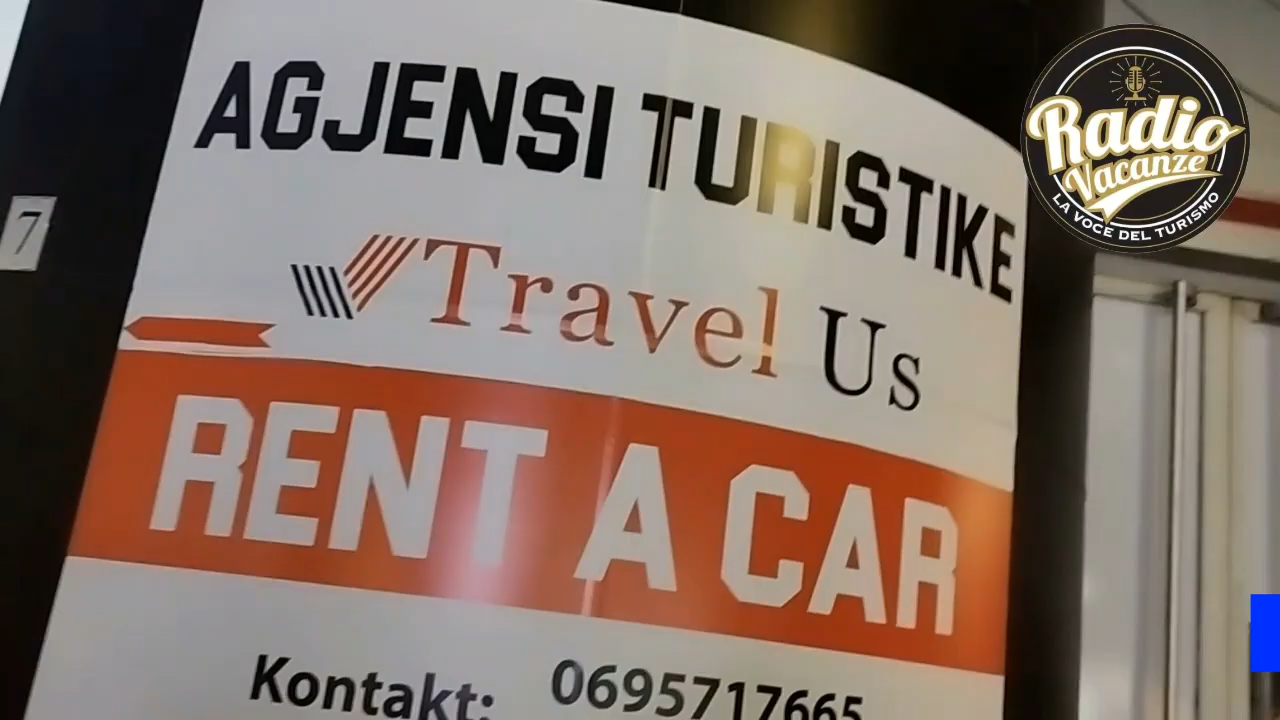 AGJENSI TURISTIKE
Travel Us
RENT A CAR
Kontakt: 0695717665
7
Radio
Vacanze
LA VOCE DEL TURISMO